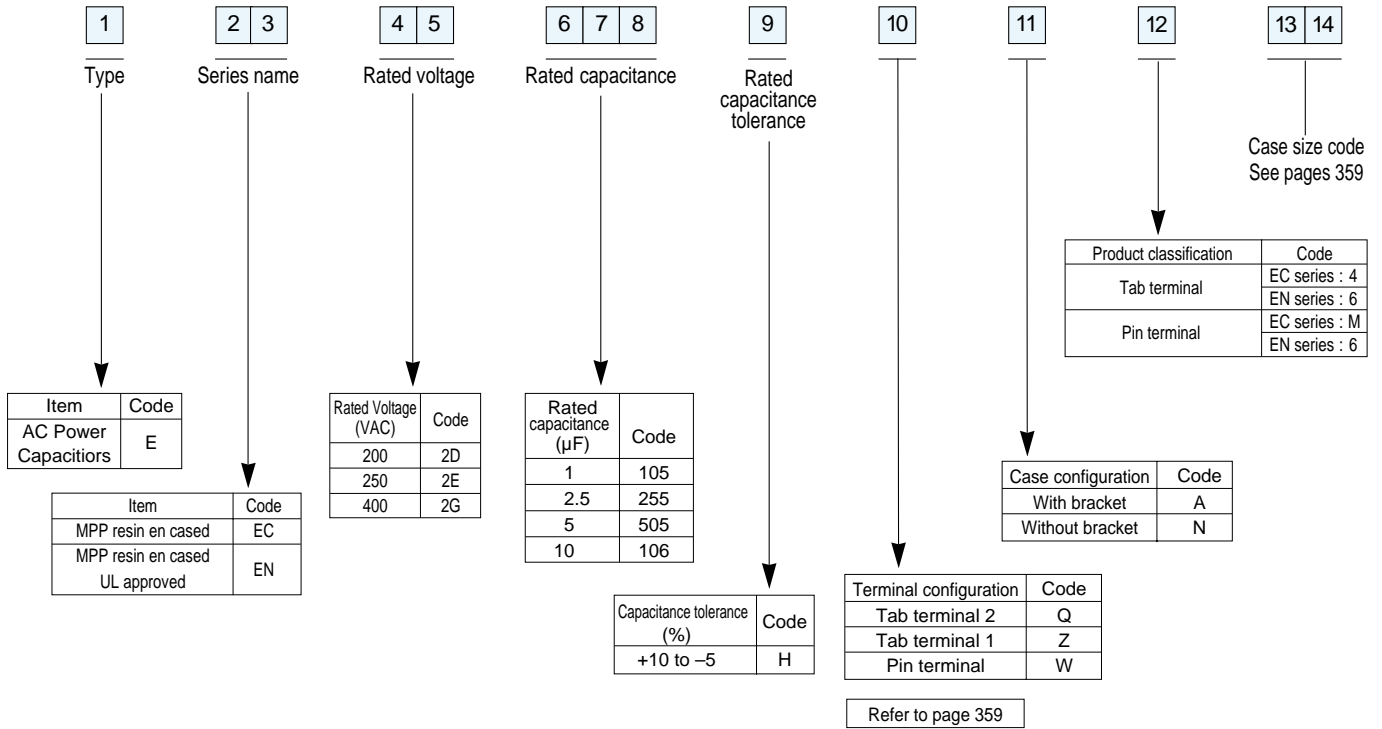 1 2 3 4 5 6 7 8 9 10 11 12 13 14
Type
Series name
Rated voltage
Rated capacitance
Rated
capacitance
tolerance
Case size code
See pages 359
Product classification Code
Tab terminal EC series : 4
EN series : 6
Pin terminal EC series : M
EN series : 6
Item Code
AC Power
Capacitiors E
Item Code
MPP resin en cased EC
MPP resin en cased
UL approved EN
Rated Voltage
(VAC) Code
200 2D
250 2E
400 2G
Rated
capacitance
(µF) Code
1 105
2.5 255
5 505
10 106
Capacitance tolerance
(%) Code
+10 to –5 H
Case configuration Code
With bracket A
Without bracket N
Terminal configuration Code
Tab terminal 2 Q
Tab terminal 1 Z
Pin terminal W
Refer to page 359